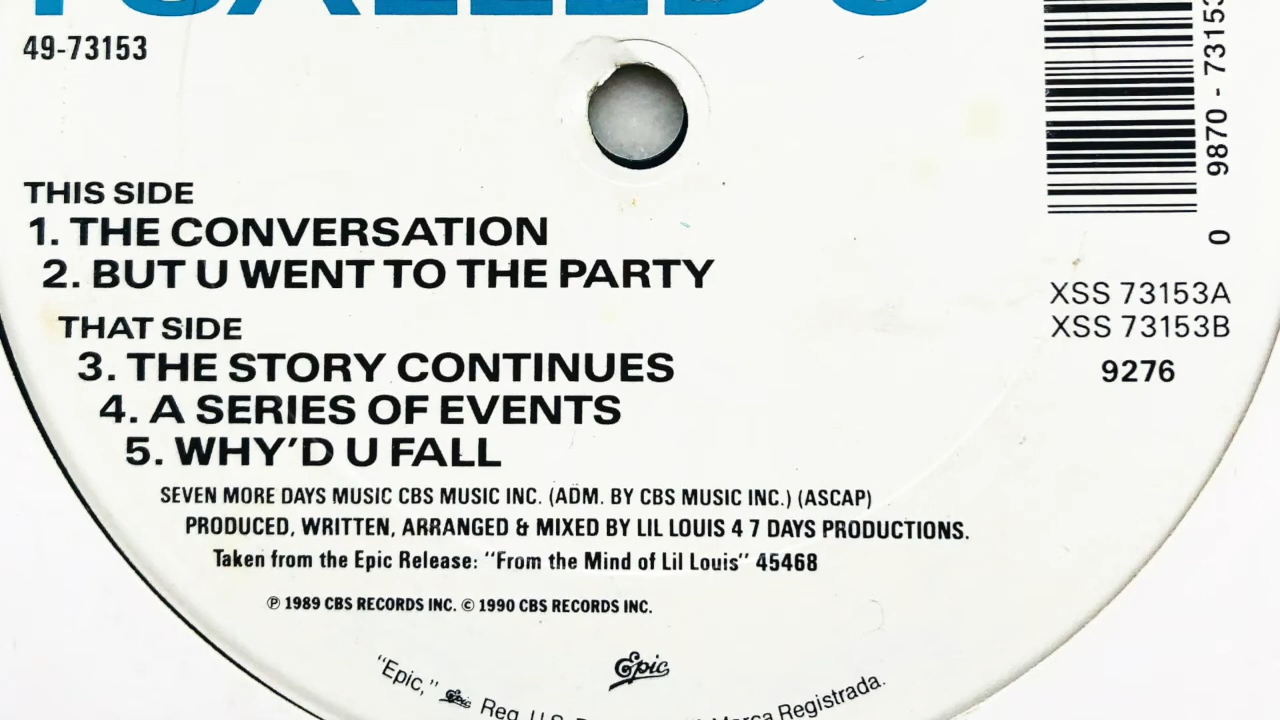 I CALLED U
49-73153
9870 - 73153
0
THIS SIDE
1. THE CONVERSATION
2. BUT U WENT TO THE PARTY
XSS 73153A
XSS 73153B
9276
THAT SIDE
3. THE STORY CONTINUES
4. A SERIES OF EVENTS
5. WHY'D U FALL
SEVEN MORE DAYS MUSIC CBS MUSIC INC. (ADM. BY CBS MUSIC INC.) (ASCAP)
PRODUCED, WRITTEN, ARRANGED & MIXED BY LIL LOUIS 4 7 DAYS PRODUCTIONS.
Taken from the Epic Release: "From the Mind of Lil Louis" 45468
℗ 1989 CBS RECORDS INC. © 1990 CBS RECORDS INC.
Epic
"Epic," Epic Reg. U.S. Marca Registrada.